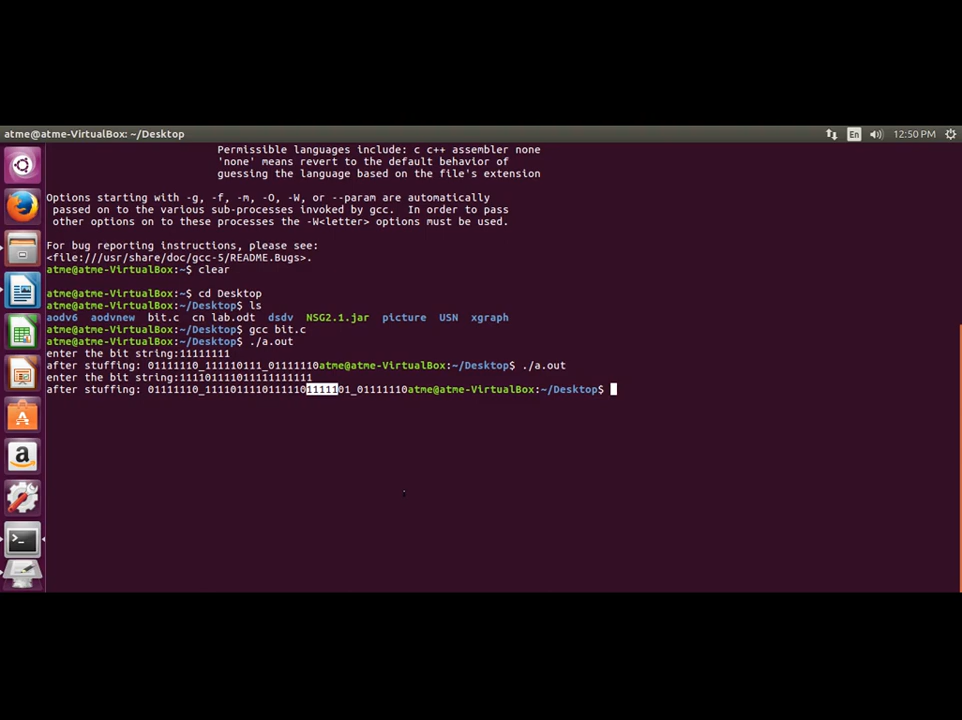 atme@atme-VirtualBox: ~/Desktop
En
12:50 PM
Permissible languages include: c c++ assembler none
'none' means revert to the default behavior of
guessing the language based on the file's extension
Options starting with -g, -f, -m, -O, -W, or --param are automatically
passed on to the various sub-processes invoked by gcc.  In order to pass
other options on to these processes the -W<letter> options must be used.
For bug reporting instructions, please see:
<file:///usr/share/doc/gcc-5/README.Bugs>.
atme@atme-VirtualBox:~$ clear
atme@atme-VirtualBox:~$ cd Desktop
atme@atme-VirtualBox:~/Desktop$ ls
aodv6  aodvnew  bit.c  cn lab.odt  dsdv  NSG2.1.jar  picture  USN  xgraph
atme@atme-VirtualBox:~/Desktop$ gcc bit.c
atme@atme-VirtualBox:~/Desktop$ ./a.out
enter the bit string:11111111
after stuffing: 01111110_111110111_01111110atme@atme-VirtualBox:~/Desktop$ ./a.out
enter the bit string:111101111011111111111
after stuffing: 01111110_11110111101111101111101_01111110atme@atme-VirtualBox:~/Desktop$